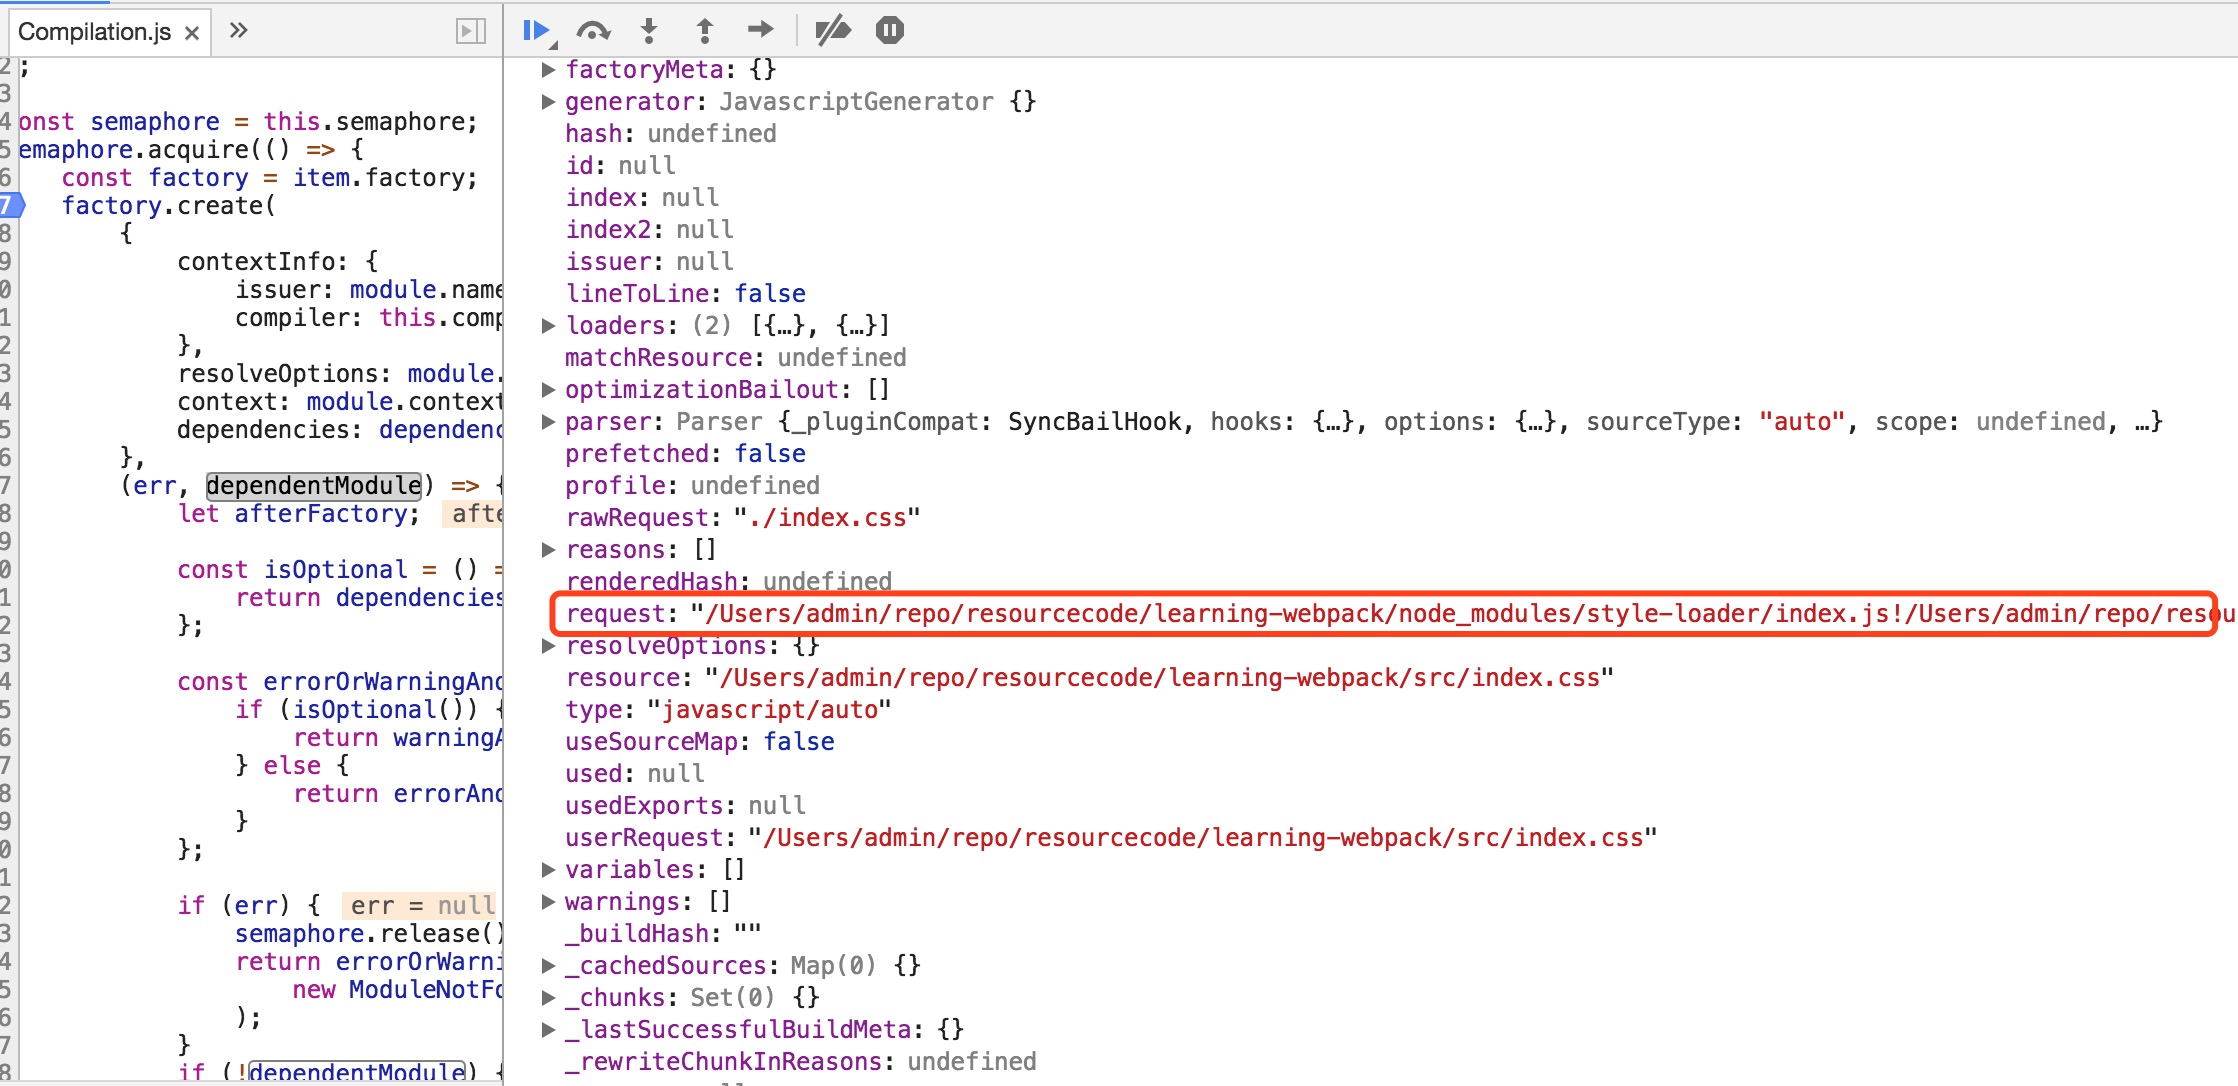 Compilation.js × »
2 ;
3
4 onst semaphore = this.semaphore;
5 emaphore.acquire(() => {
6 const factory = item.factory;
7 factory.create(
8 {
9 contextInfo: {
0 issuer: module.name
1 compiler: this.comp
2 },
3 resolveOptions: module.
4 context: module.context
5 dependencies: dependenc
6 },
7 (err, dependentModule) => {
8 let afterFactory; afte
9
0 const isOptional = () =
1 return dependencies
2 };
3
4 const errorOrWarningAnd
5 if (isOptional()) {
6 return warningA
7 } else {
8 return errorAnd
9 }
0 };
1
2 if (err) { err = null
3 semaphore.release()
4 return errorOrWarni
5 new ModuleNotFo
6 );
7 }
8 if (!dependentModule) {
factoryMeta: {}
generator: JavascriptGenerator {}
hash: undefined
id: null
index: null
index2: null
issuer: null
lineToLine: false
loaders: (2) [{…}, {…}]
matchResource: undefined
optimizationBailout: []
parser: Parser {_pluginCompat: SyncBailHook, hooks: {…}, options: {…}, sourceType: "auto", scope: undefined, …}
prefetched: false
profile: undefined
rawRequest: "./index.css"
reasons: []
renderedHash: undefined
request: "/Users/admin/repo/resourcecode/learning-webpack/node_modules/style-loader/index.js!/Users/admin/repo/resou
resolveOptions: {}
resource: "/Users/admin/repo/resourcecode/learning-webpack/src/index.css"
type: "javascript/auto"
useSourceMap: false
used: null
usedExports: null
userRequest: "/Users/admin/repo/resourcecode/learning-webpack/src/index.css"
variables: []
warnings: []
_buildHash: ""
_cachedSources: Map(0) {}
_chunks: Set(0) {}
_lastSuccessfulBuildMeta: {}
_rewriteChunkInReasons: undefined